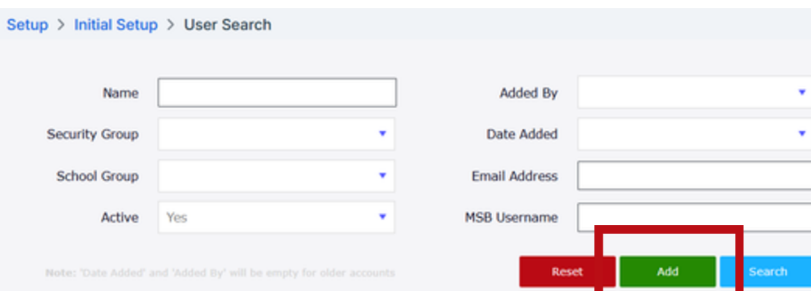 Setup > Initial Setup > User Search
Name
Added By
Security Group
Date Added
School Group
Email Address
Active Yes
MSB Username
Note: 'Date Added' and 'Added By' will be empty for older accounts
Reset Add Search